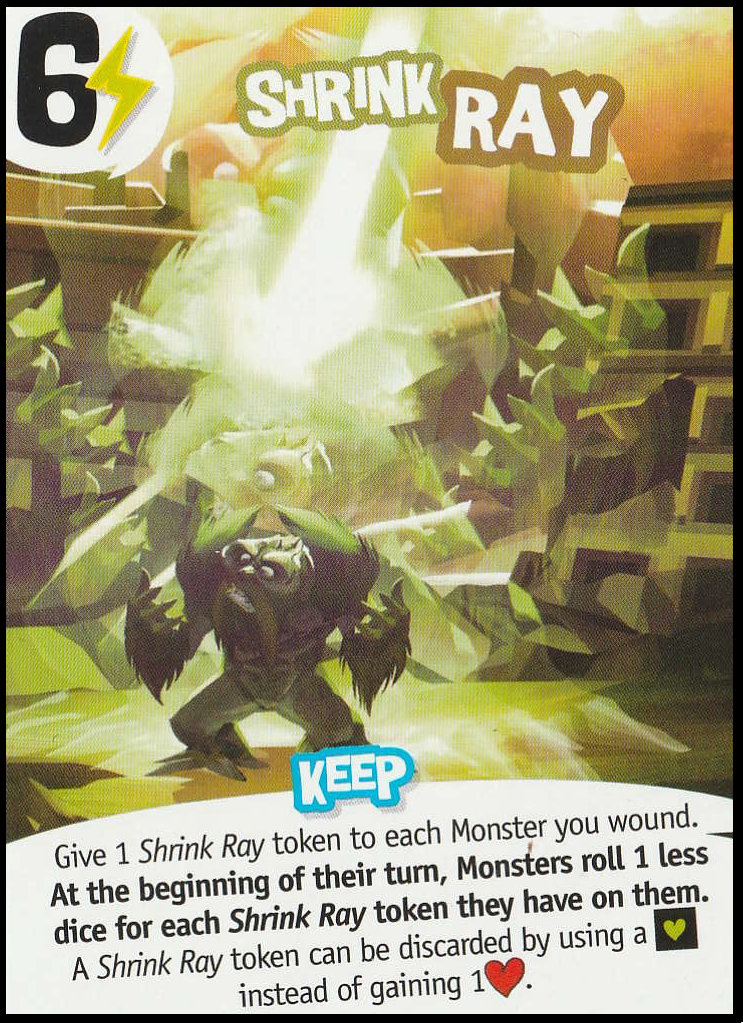 6
SHRINK RAY
KEEP
Give 1 Shrink Ray token to each Monster you wound.
At the beginning of their turn, Monsters roll 1 less
dice for each Shrink Ray token they have on them.
A Shrink Ray token can be discarded by using a
instead of gaining 1 .